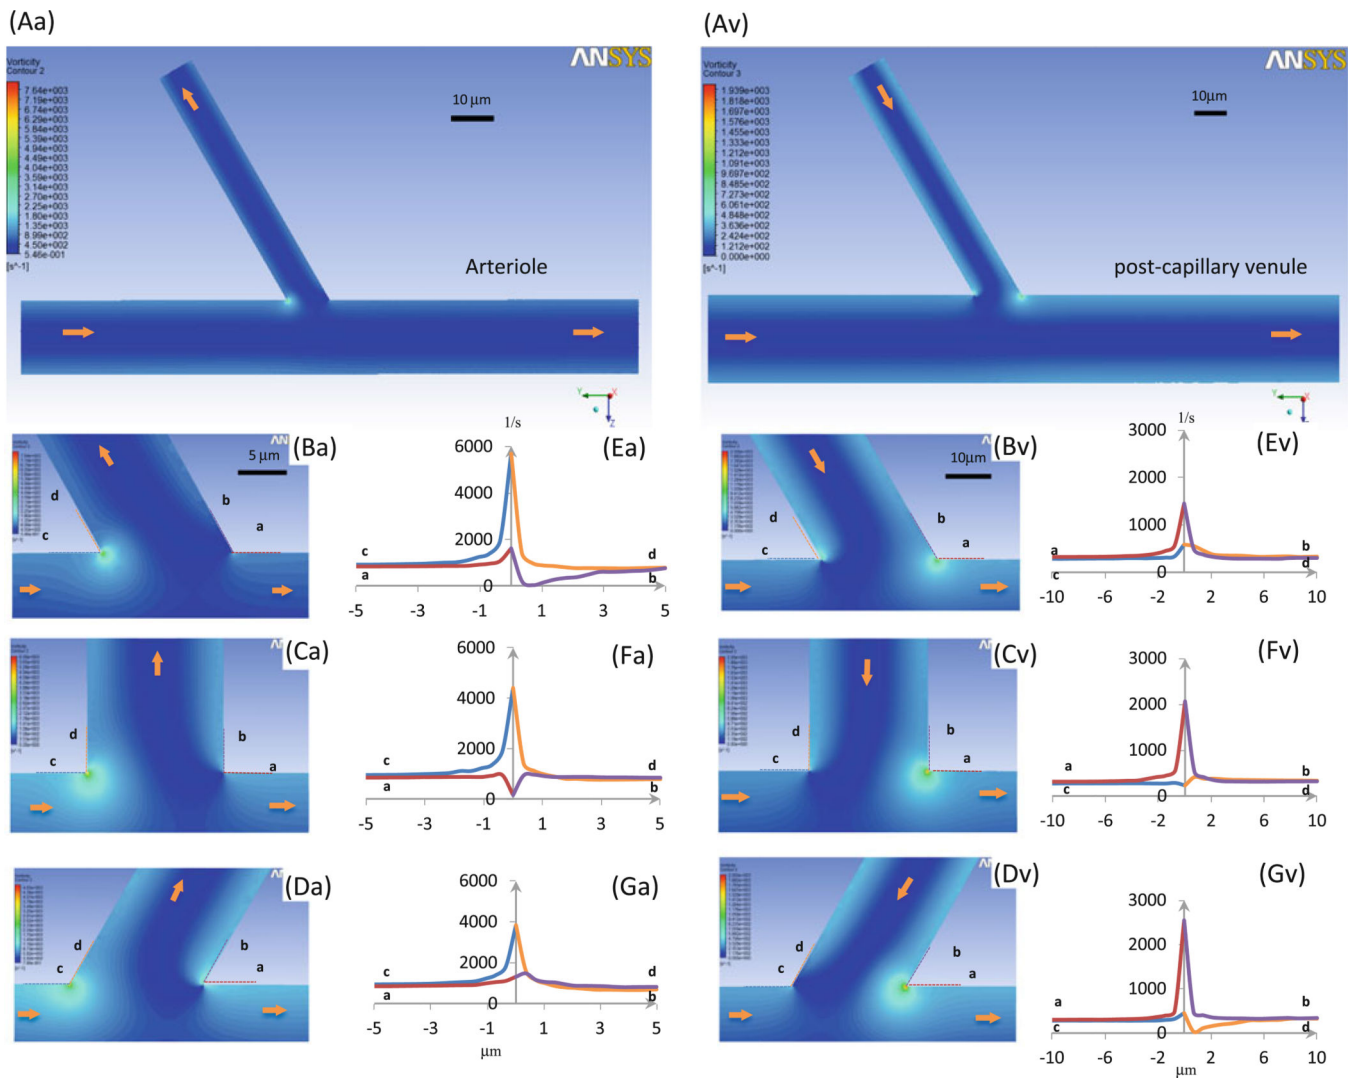 (Aa)
ANSYS
Vorticity
Contour 2
7.64e+003
7.19e+003
6.74e+003
6.29e+003
5.84e+003
5.39e+003
4.94e+003
4.49e+003
4.04e+003
3.59e+003
3.14e+003
2.70e+003
2.25e+003
1.80e+003
1.35e+003
8.99e+002
4.50e+002
5.46e-001
[s^-1]
10 μm
Arteriole
Y
X
Z
(Av)
ANSYS
Vorticity
Contour 3
1.939e+003
1.818e+003
1.697e+003
1.576e+003
1.455e+003
1.333e+003
1.212e+003
1.091e+003
9.697e+002
8.485e+002
7.273e+002
6.061e+002
4.848e+002
3.636e+002
2.424e+002
1.212e+002
0.000e+000
[s^-1]
10μm
post-capillary venule
Y
X
Z
(Ba)
5 μm
d
c
b
a
(Ea)
1/s
6000
4000
2000
0
c
a
d
b
-5 -3 -1 1 3 5
(Bv)
10μm
d
c
b
a
(Ev)
1/s
3000
2000
1000
0
a
c
b
d
-10 -6 -2 2 6 10
(Ca)
d
c
b
a
(Fa)
6000
4000
2000
0
c
a
d
b
-5 -3 -1 1 3 5
(Cv)
d
c
b
a
(Fv)
3000
2000
1000
0
a
c
b
d
-10 -6 -2 2 6 10
(Da)
d
c
b
a
(Ga)
6000
4000
2000
0
c
a
d
b
-5 -3 -1 1 3 5
μm
(Dv)
d
c
b
a
(Gv)
3000
2000
1000
0
a
c
b
d
-10 -6 -2 2 6 10
μm